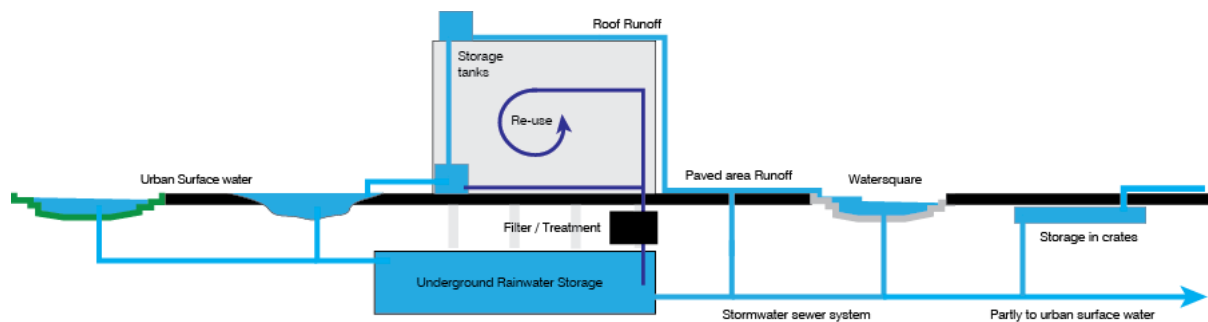 Roof Runoff
Storage
tanks
Re-use
Urban Surface water
Paved area Runoff
Watersquare
Filter / Treatment
Storage in crates
Underground Rainwater Storage
Stormwater sewer system
Partly to urban surface water